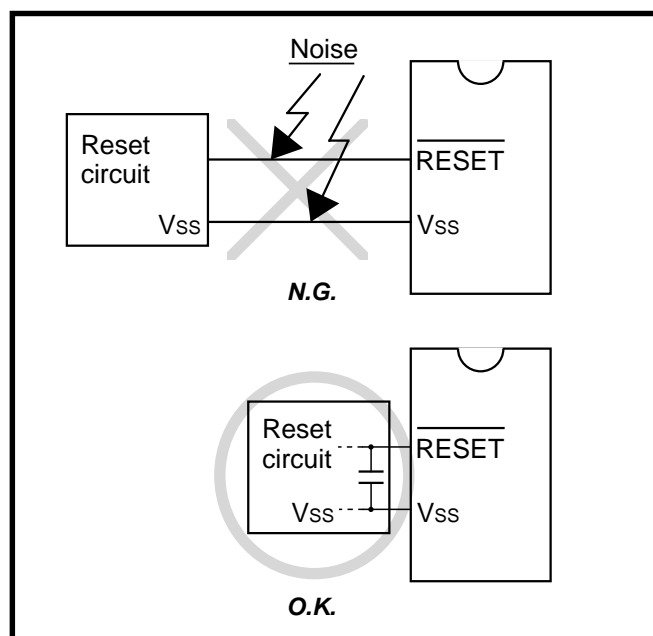 Noise
Reset
circuit
RESET
Vss
Vss
N.G.
Reset
circuit
RESET
Vss
Vss
O.K.